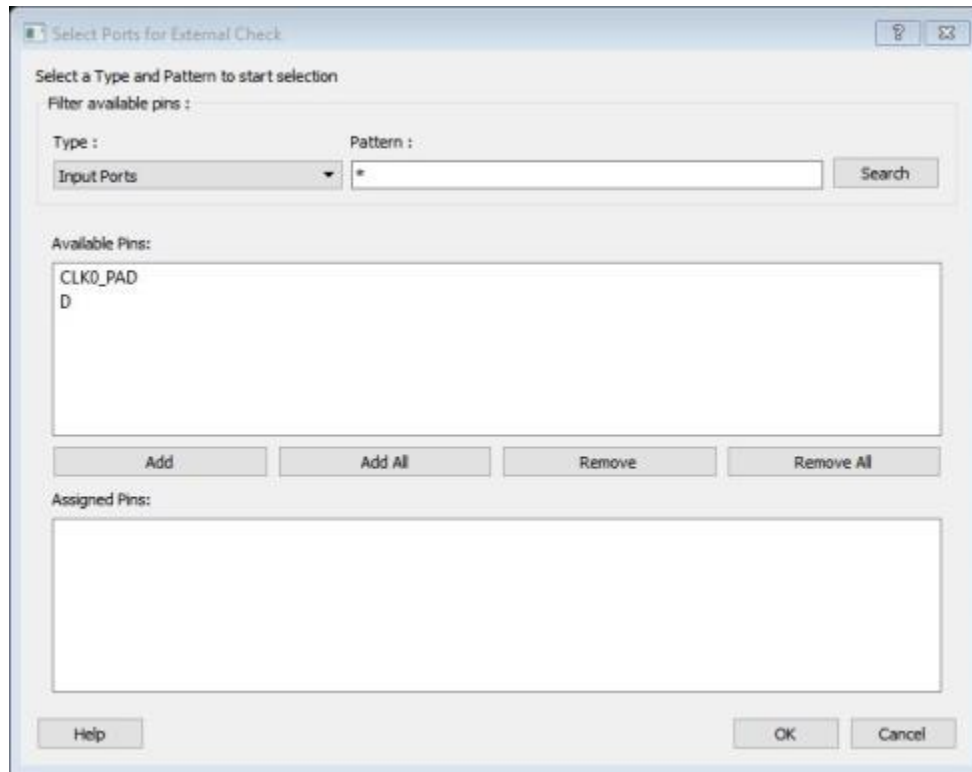 Select Ports for External Check
Select a Type and Pattern to start selection
Filter available pins :
Type : Pattern :
Input Ports * Search
Available Pins:
CLK0_PAD
D
Add Add All Remove Remove All
Assigned Pins:
Help OK Cancel